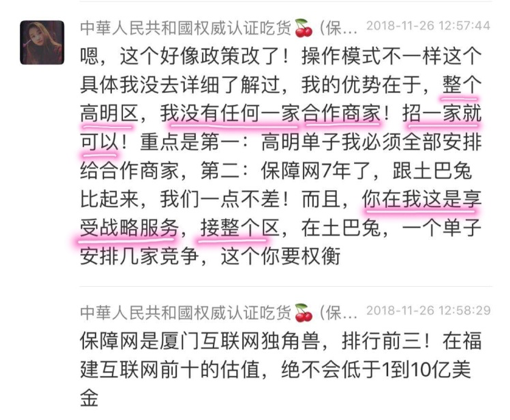 中華人民共和國权威认证吃货🍒 (保... 2018-11-26 12:57:44
嗯，这个好像政策改了！操作模式不一样这个
具体我没去详细了解过，我的优势在于，整个
高明区，我没有任何一家合作商家！招一家就
可以！重点是第一：高明单子我必须全部安排
给合作商家，第二：保障网7年了，跟土巴兔
比起来，我们一点不差！而且，你在我这是享
受战略服务，接整个区，在土巴兔，一个单子
安排几家竞争，这个你要权衡
中華人民共和國权威认证吃货🍒 (保... 2018-11-26 12:58:29
保障网是厦门互联网独角兽，排行前三！在福
建互联网前十的估值，绝不会低于1到10亿美
金